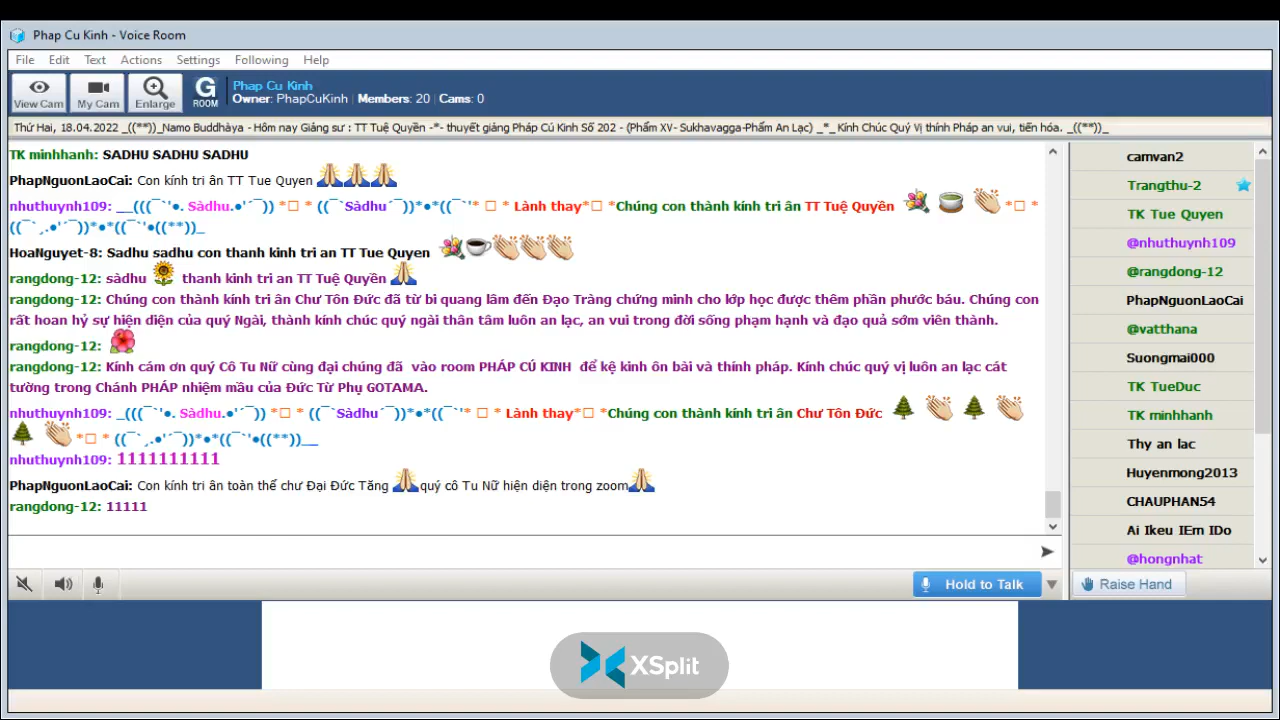 Phap Cu Kinh - Voice Room
File Edit Text Actions Settings Following Help
View Cam My Cam Enlarge G ROOM
Phap Cu Kinh
Owner: PhapCuKinh | Members: 20 | Cams: 0
Thứ Hai, 18.04.2022 _((**))_Namo Buddhàya - Hôm nay Giảng sư : TT Tuệ Quyền -*- thuyết giảng Pháp Cú Kinh Số 202 - (Phẩm XV- Sukhavagga-Phẩm An Lạc) _*_ Kính Chúc Quý Vị thính Pháp an vui, tiến hóa. _((**))_
TK minhhanh: SADHU SADHU SADHU
PhapNguonLaoCai: Con kính tri ân TT Tue Quyen
nhuthuynh109: __(((¯`'•. Sàdhu.•'´¯)) *□ * ((¯`Sàdhu´¯))*•*((¯`'* □ * Lành thay*□ *Chúng con thành kính tri ân TT Tuệ Quyền *□ *
((¯`¸.•'´¯))*•*((¯`'•((**))_
HoaNguyet-8: Sadhu sadhu con thanh kinh tri an TT Tue Quyen
rangdong-12: sàdhu thanh kinh tri an TT Tuệ Quyền
rangdong-12: Chúng con thành kính tri ân Chư Tôn Đức đã từ bi quang lâm đến Đạo Tràng chứng minh cho lớp học được thêm phần phước báu. Chúng con
rất hoan hỷ sự hiện diện của quý Ngài, thành kính chúc quý ngài thân tâm luôn an lạc, an vui trong đời sống phạm hạnh và đạo quả sớm viên thành.
rangdong-12:
rangdong-12: Kính cám ơn quý Cô Tu Nữ cùng đại chúng đã vào room PHÁP CÚ KINH để kệ kinh ôn bài và thính pháp. Kính chúc quý vị luôn an lạc cát
tường trong Chánh PHÁP nhiệm mầu của Đức Từ Phụ GOTAMA.
nhuthuynh109: _(((¯`'•. Sàdhu.•'´¯)) *□ * ((¯`Sàdhu´¯))*•*((¯`'* □ * Lành thay*□ *Chúng con thành kính tri ân Chư Tôn Đức
*□ * ((¯`¸.•'´¯))*•*((¯`'•((**))__
nhuthuynh109: 1111111111
PhapNguonLaoCai: Con kính tri ân toàn thể chư Đại Đức Tăng quý cô Tu Nữ hiện diện trong zoom
rangdong-12: 11111
camvan2
Trangthu-2
TK Tue Quyen
@nhuthuynh109
@rangdong-12
PhapNguonLaoCai
@vatthana
Suongmai000
TK TueDuc
TK minhhanh
Thy an lac
Huyenmong2013
CHAUPHAN54
Ai Ikeu IEm IDo
@hongnhat
Hold to Talk
Raise Hand
XSplit